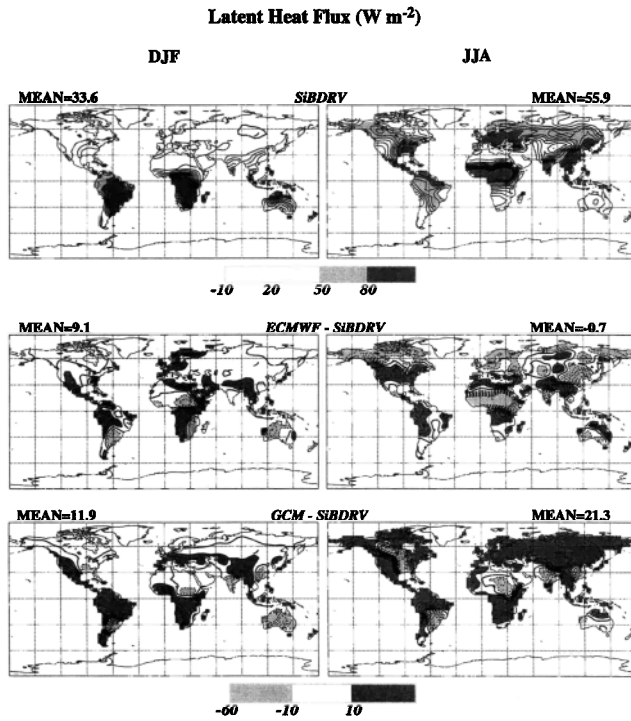 Latent Heat Flux (W m-2)
DJF JJA
MEAN=33.6 SiBDRV MEAN=55.9
-10 20 50 80
MEAN=9.1 ECMWF - SiBDRV MEAN=-0.7
MEAN=11.9 GCM - SiBDRV MEAN=21.3
-60 -10 10